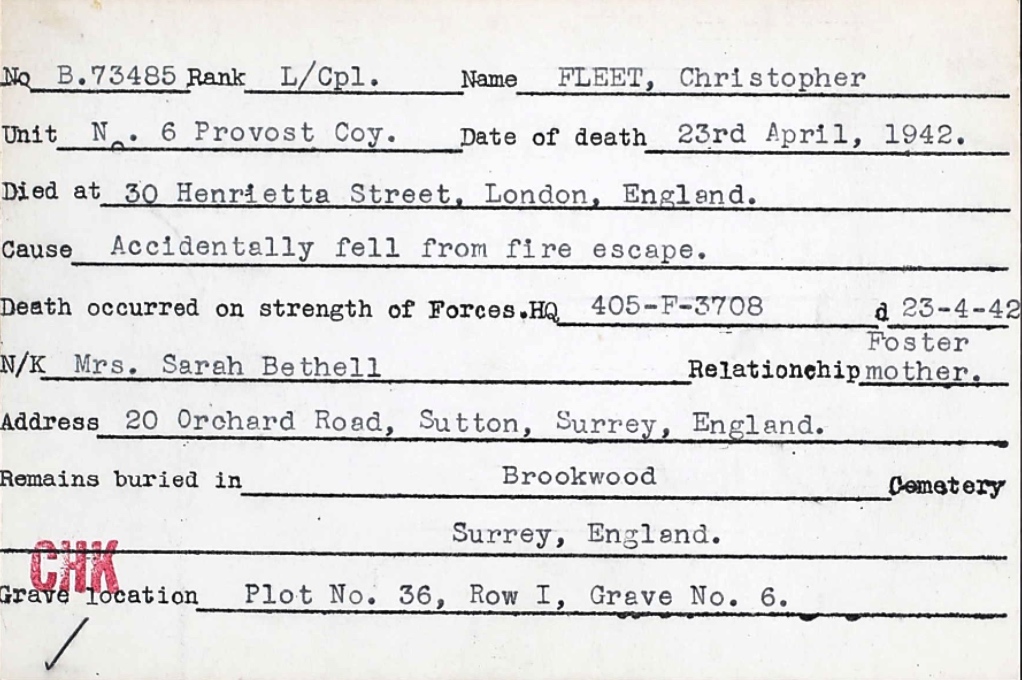 No B.73485 Rank L/Cpl. Name FLEET, Christopher
Unit No. 6 Provost Coy. Date of death 23rd April, 1942.
Died at 30 Henrietta Street, London, England.
Cause Accidentally fell from fire escape.
Death occurred on strength of Forces.HQ 405-F-3708 d 23-4-42
Foster
N/K Mrs. Sarah Bethell Relationship mother.
Address 20 Orchard Road, Sutton, Surrey, England.
Remains buried in Brookwood Cemetery
Surrey, England.
CHK
Grave location Plot No. 36, Row I, Grave No. 6.